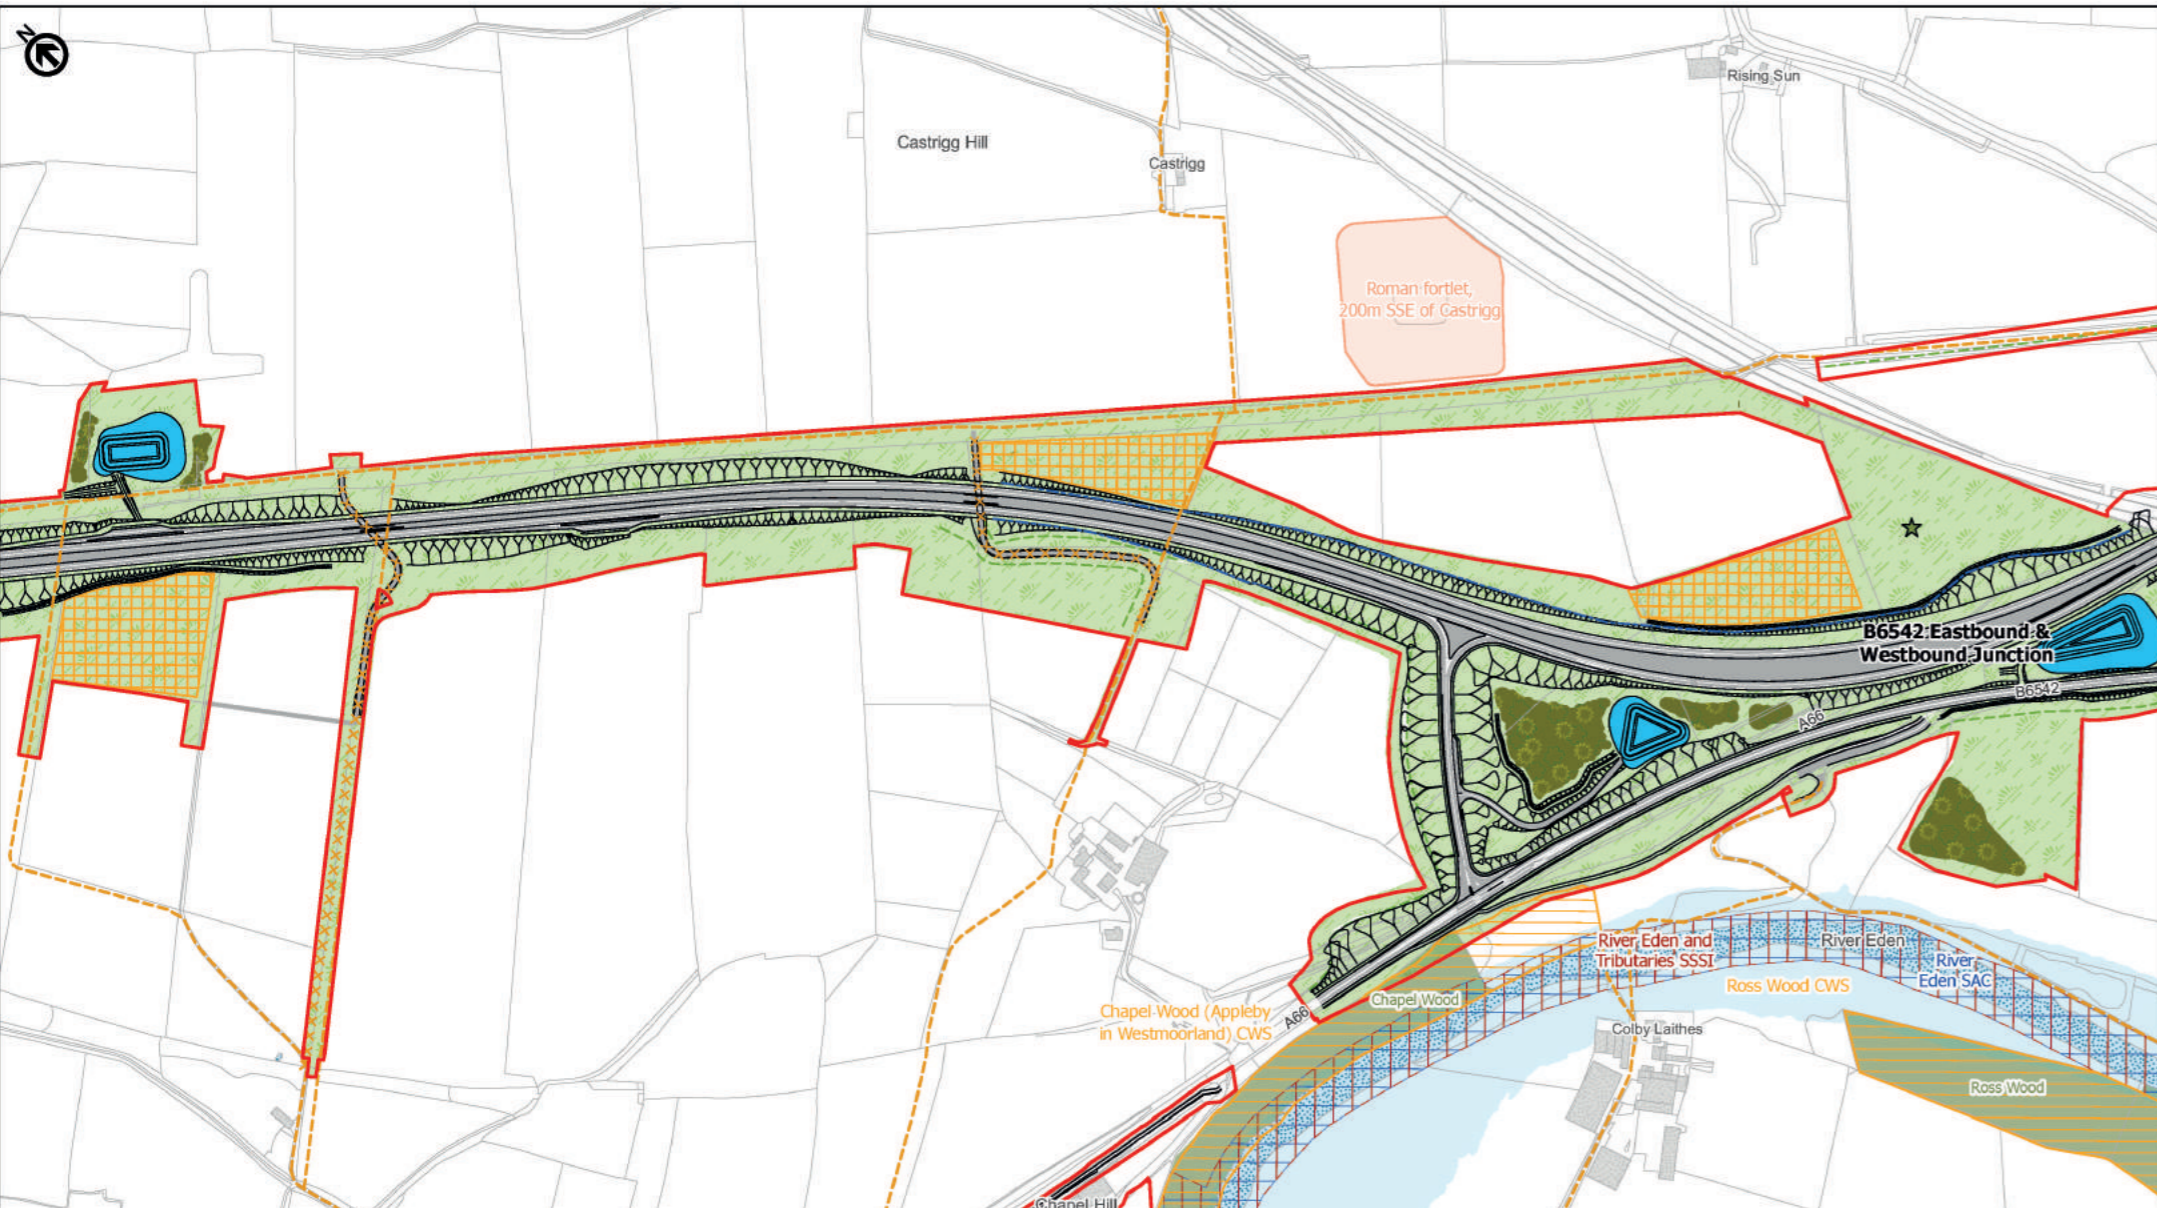 N
Rising Sun
Castrigg Hill
Castrigg
Roman fortlet,
200m SSE of Castrigg
B6542 Eastbound &
Westbound Junction
B6542
A66
River Eden and
Tributaries SSSI
River Eden
River
Eden SAC
Ross Wood CWS
Chapel Wood
Chapel Wood (Appleby
in Westmoorland) CWS
A66
Colby Laithes
Ross Wood
Chapel Hill